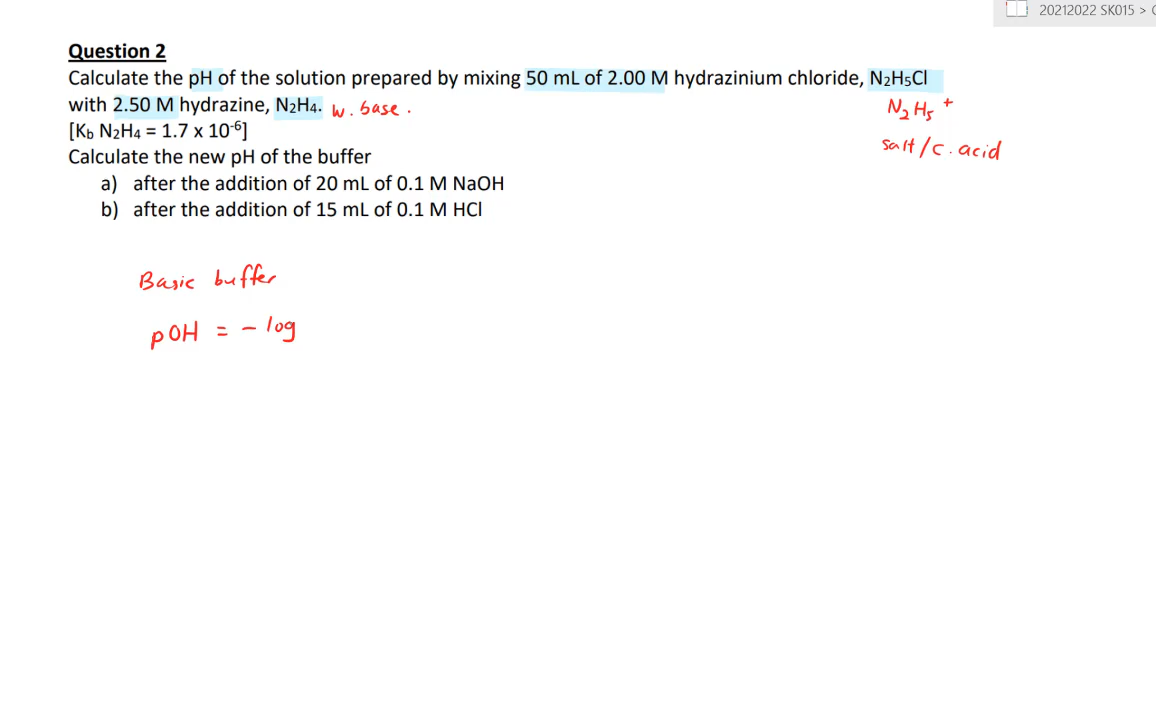 20212022 SK015 >
Question 2
Calculate the pH of the solution prepared by mixing 50 mL of 2.00 M hydrazinium chloride, N₂H₅Cl
with 2.50 M hydrazine, N₂H₄. w. base.
N₂H₅⁺
[Kb N₂H₄ = 1.7 x 10⁻⁶]
salt/c. acid
Calculate the new pH of the buffer
a) after the addition of 20 mL of 0.1 M NaOH
b) after the addition of 15 mL of 0.1 M HCl
Basic buffer
pOH = - log